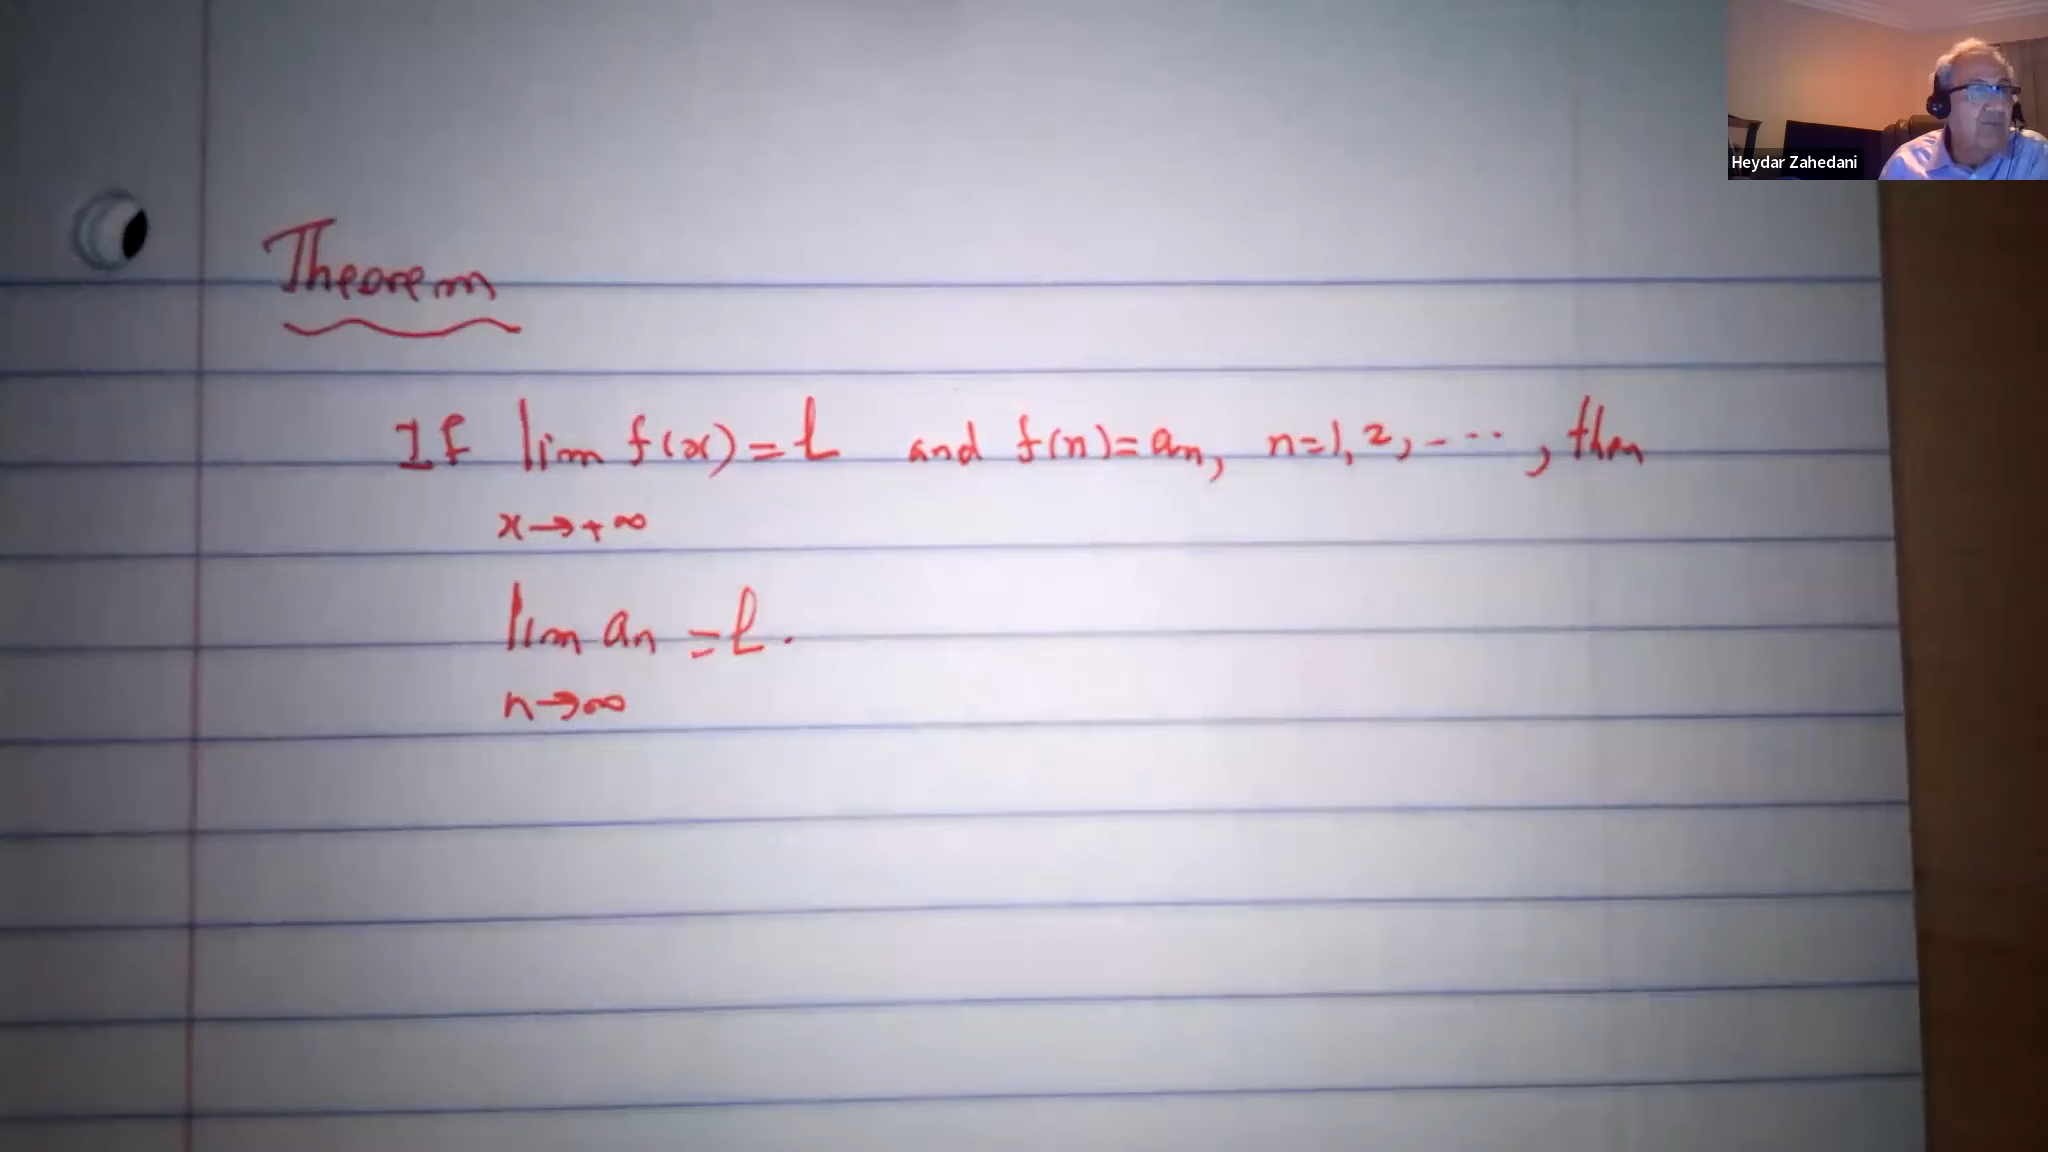 Heydar Zahedani
Theorem
If lim f(x) = L and f(n) = an, n=1, 2, - ..., then
x→+∞
lim an = L.
n→∞